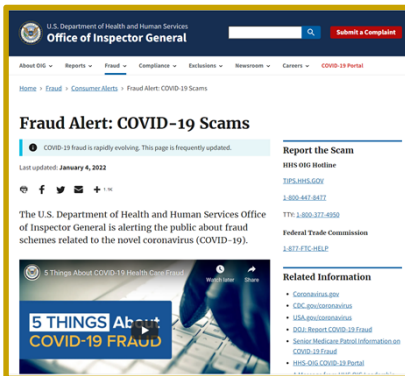 U.S. Department of Health and Human Services
Office of Inspector General
Submit a Complaint
About OIG Reports Fraud Compliance Exclusions Newsroom Careers COVID-19 Portal
Home > Fraud > Consumer Alerts > Fraud Alert: COVID-19 Scams
Fraud Alert: COVID-19 Scams
COVID-19 fraud is rapidly evolving. This page is frequently updated.
Last updated: January 4, 2022
The U.S. Department of Health and Human Services Office
of Inspector General is alerting the public about fraud
schemes related to the novel coronavirus (COVID-19).
5 Things About COVID-19 Health Care Fraud
Watch later
Share
5 THINGS About
COVID-19 FRAUD
Report the Scam
HHS OIG Hotline
TIPS.HHS.GOV
1-800-447-8477
TTY: 1-800-377-4950
Federal Trade Commission
1-877-FTC-HELP
Related Information
Coronavirus.gov
CDC.gov/coronavirus
USA.gov/coronavirus
DOJ: Report COVID-19 Fraud
Senior Medicare Patrol Information on
COVID-19 Fraud
HHS-OIG COVID-19 Portal